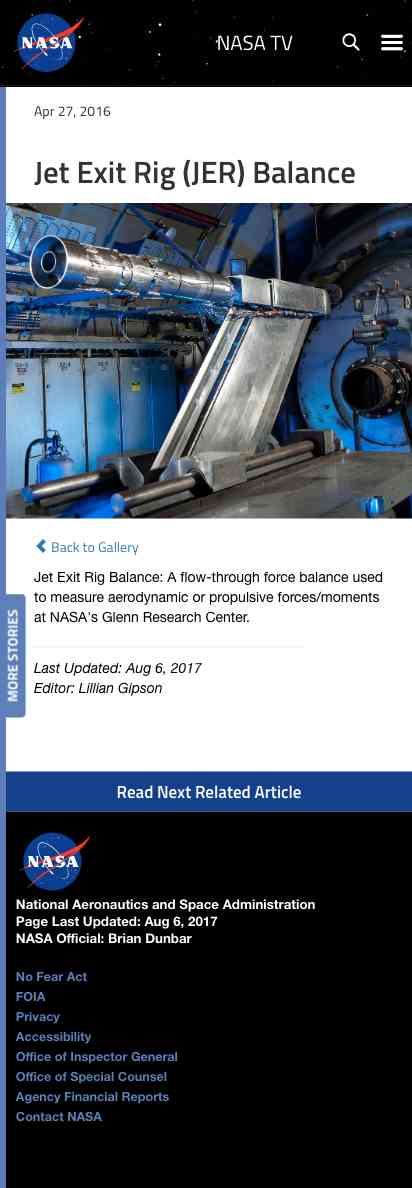 NASA
NASA TV
Apr 27, 2016
Jet Exit Rig (JER) Balance
Back to Gallery
Jet Exit Rig Balance: A flow-through force balance used
to measure aerodynamic or propulsive forces/moments
at NASA's Glenn Research Center.
MORE STORIES
Last Updated: Aug 6, 2017
Editor: Lillian Gipson
Read Next Related Article
NASA
National Aeronautics and Space Administration
Page Last Updated: Aug 6, 2017
NASA Official: Brian Dunbar
No Fear Act
FOIA
Privacy
Accessibility
Office of Inspector General
Office of Special Counsel
Agency Financial Reports
Contact NASA